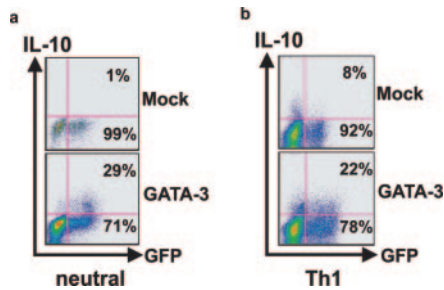 a
IL-10
1%
Mock
99%
29%
GATA-3
71%
GFP
neutral
b
IL-10
8%
Mock
92%
22%
GATA-3
78%
GFP
Th1